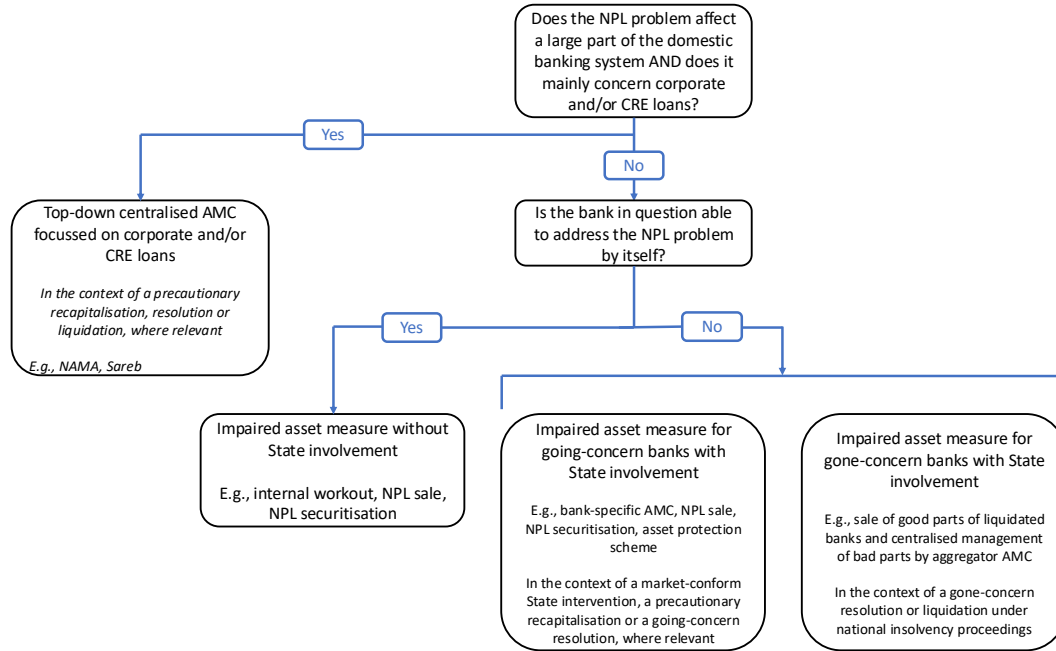 Does the NPL problem affect
a large part of the domestic
banking system AND does it
mainly concern corporate
and/or CRE loans?
Yes
No
Top-down centralised AMC
focussed on corporate and/or
CRE loans
In the context of a precautionary
recapitalisation, resolution or
liquidation, where relevant
E.g., NAMA, Sareb
Is the bank in question able
to address the NPL problem
by itself?
Yes
No
Impaired asset measure without
State involvement
E.g., internal workout, NPL sale,
NPL securitisation
Impaired asset measure for
going-concern banks with
State involvement
E.g., bank-specific AMC, NPL sale,
NPL securitisation, asset protection
scheme
In the context of a market-conform
State intervention, a precautionary
recapitalisation or a going-concern
resolution, where relevant
Impaired asset measure for
gone-concern banks with State
involvement
E.g., sale of good parts of liquidated
banks and centralised management
of bad parts by aggregator AMC
In the context of a gone-concern
resolution or liquidation under
national insolvency proceedings